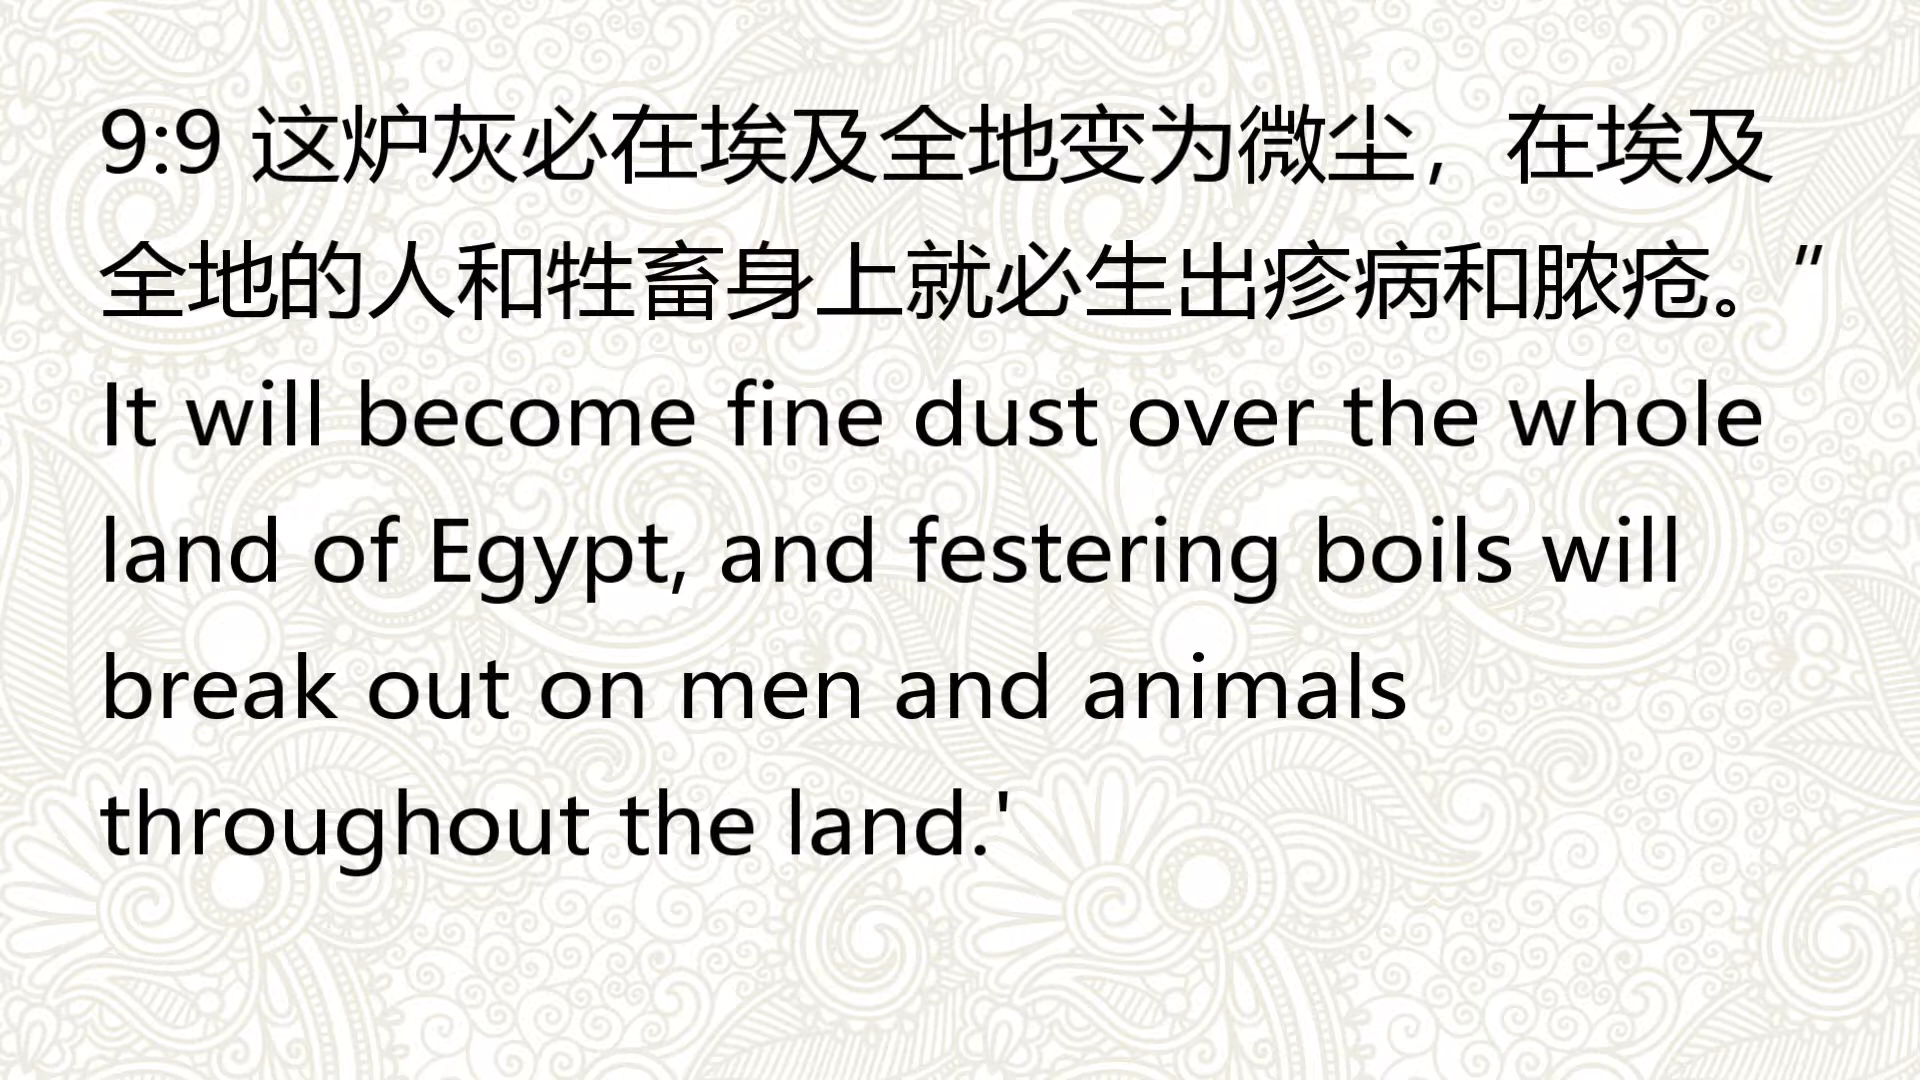 9:9 这炉灰必在埃及全地变为微尘，在埃及
全地的人和牲畜身上就必生出疹病和脓疮。”
It will become fine dust over the whole
land of Egypt, and festering boils will
break out on men and animals
throughout the land.'